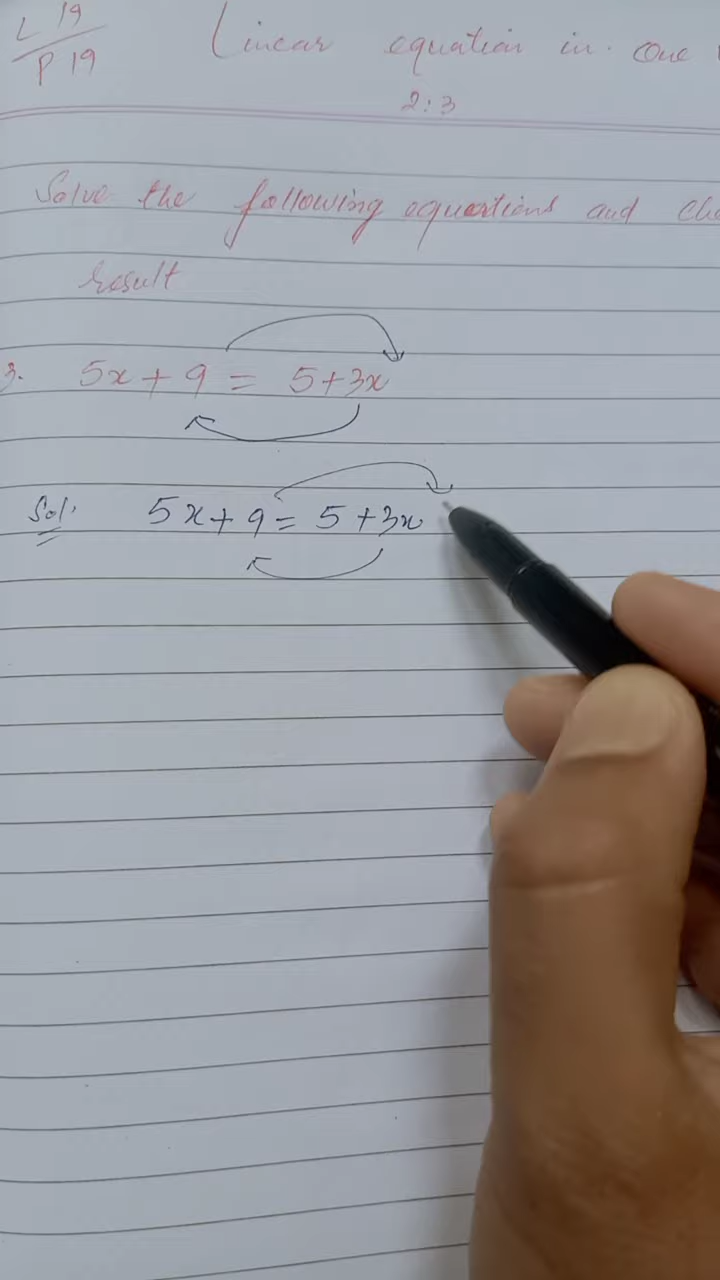 L 19
P 19
Linear equation in one
2:3
Solve the following equations and che
result
3. 5x + 9 = 5 + 3x
Sol: 5x + 9 = 5 + 3x